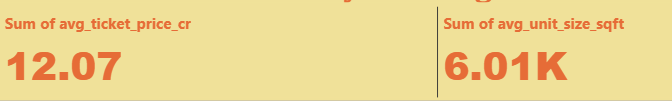 Sum of avg_ticket_price_cr
12.07
Sum of avg_unit_size_sqft
6.01K